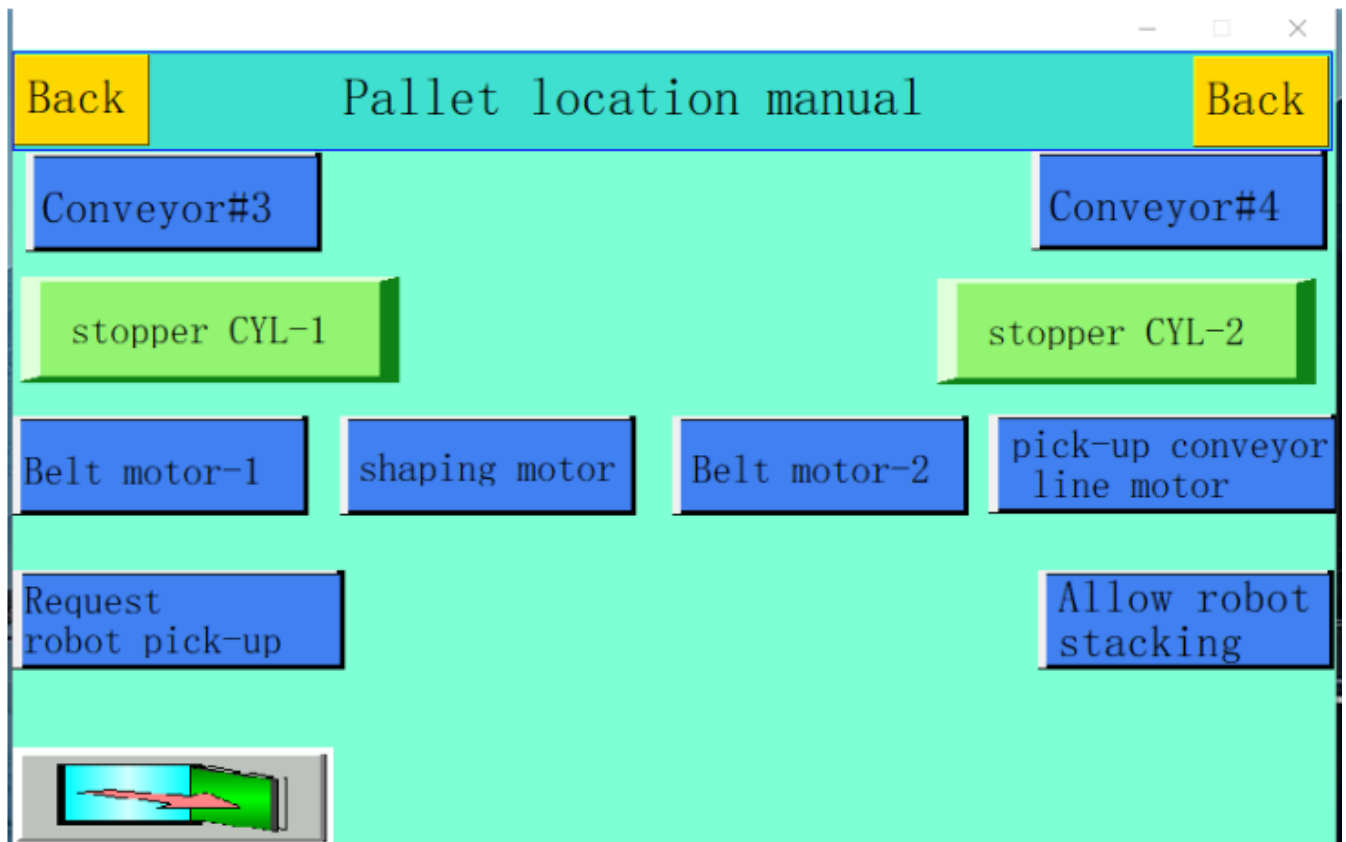 Back
Pallet location manual
Back
Conveyor#3
Conveyor#4
stopper CYL-1
stopper CYL-2
Belt motor-1
shaping motor
Belt motor-2
pick-up conveyor
line motor
Request
robot pick-up
Allow robot
stacking